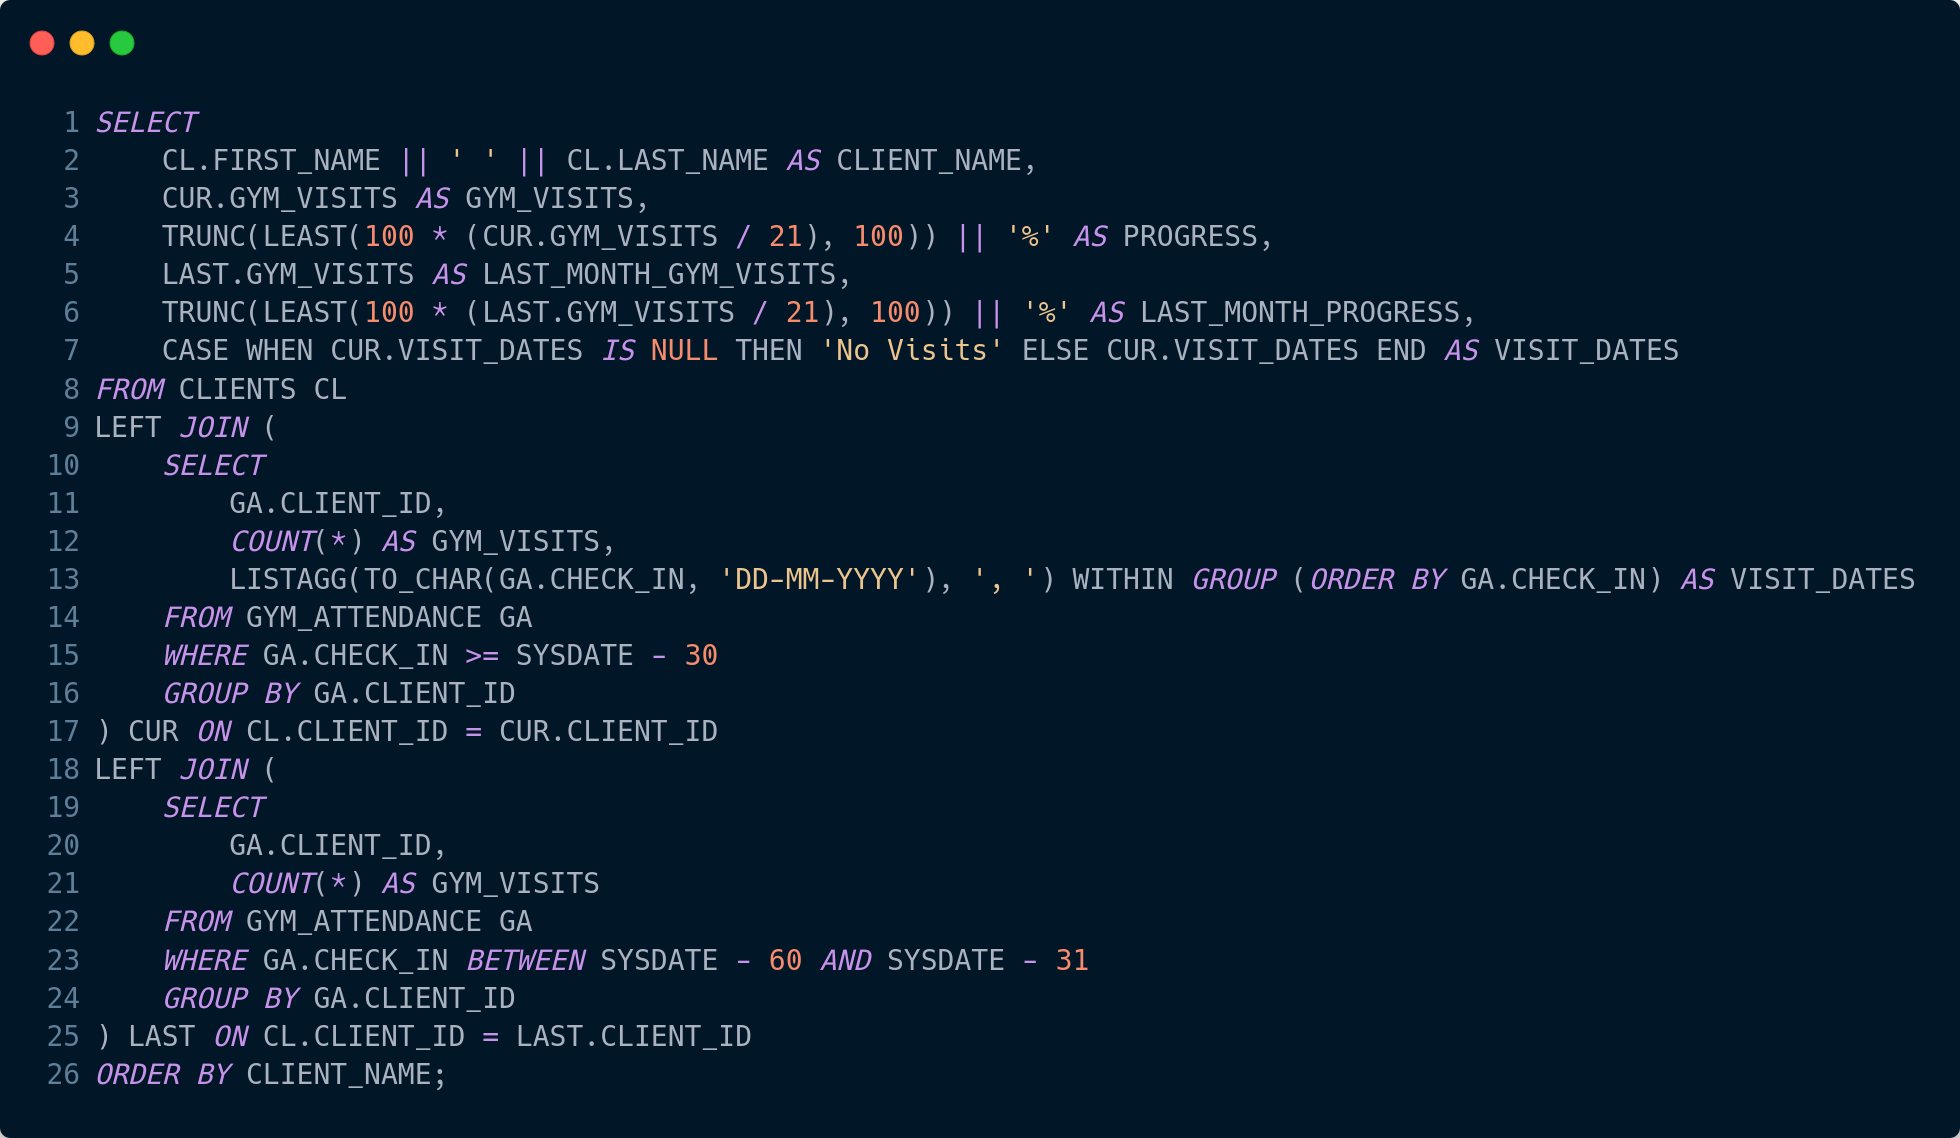 1 SELECT
2     CL.FIRST_NAME || ' ' || CL.LAST_NAME AS CLIENT_NAME,
3     CUR.GYM_VISITS AS GYM_VISITS,
4     TRUNC(LEAST(100 * (CUR.GYM_VISITS / 21), 100)) || '%' AS PROGRESS,
5     LAST.GYM_VISITS AS LAST_MONTH_GYM_VISITS,
6     TRUNC(LEAST(100 * (LAST.GYM_VISITS / 21), 100)) || '%' AS LAST_MONTH_PROGRESS,
7     CASE WHEN CUR.VISIT_DATES IS NULL THEN 'No Visits' ELSE CUR.VISIT_DATES END AS VISIT_DATES
8 FROM CLIENTS CL
9 LEFT JOIN (
10     SELECT
11         GA.CLIENT_ID,
12         COUNT(*) AS GYM_VISITS,
13         LISTAGG(TO_CHAR(GA.CHECK_IN, 'DD-MM-YYYY'), ', ') WITHIN GROUP (ORDER BY GA.CHECK_IN) AS VISIT_DATES
14     FROM GYM_ATTENDANCE GA
15     WHERE GA.CHECK_IN >= SYSDATE - 30
16     GROUP BY GA.CLIENT_ID
17 ) CUR ON CL.CLIENT_ID = CUR.CLIENT_ID
18 LEFT JOIN (
19     SELECT
20         GA.CLIENT_ID,
21         COUNT(*) AS GYM_VISITS
22     FROM GYM_ATTENDANCE GA
23     WHERE GA.CHECK_IN BETWEEN SYSDATE - 60 AND SYSDATE - 31
24     GROUP BY GA.CLIENT_ID
25 ) LAST ON CL.CLIENT_ID = LAST.CLIENT_ID
26 ORDER BY CLIENT_NAME;